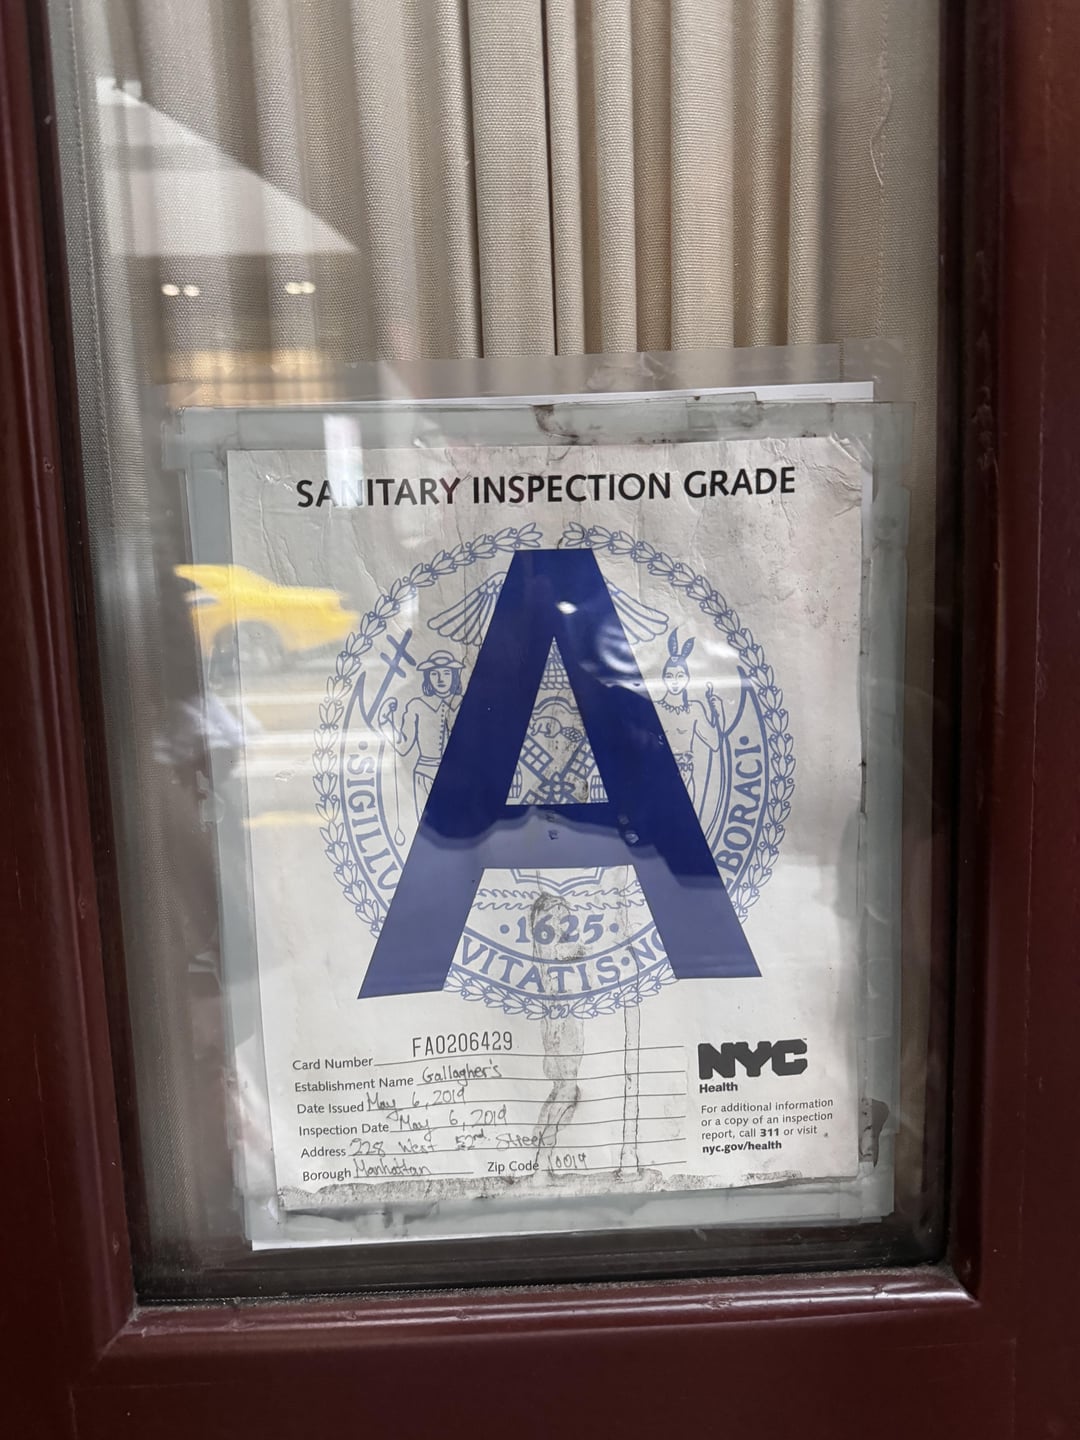 SANITARY INSPECTION GRADE
A
·SIGILLU
BORACI·
·1625·
VITATIS·NO
Card Number FA0206429
Establishment Name Gallagher's
Date Issued May 6, 2019
Inspection Date May 6, 2019
Address 228 West 52nd Street
Borough Manhattan Zip Code 10019
NYC
Health
For additional information
or a copy of an inspection
report, call 311 or visit
nyc.gov/health